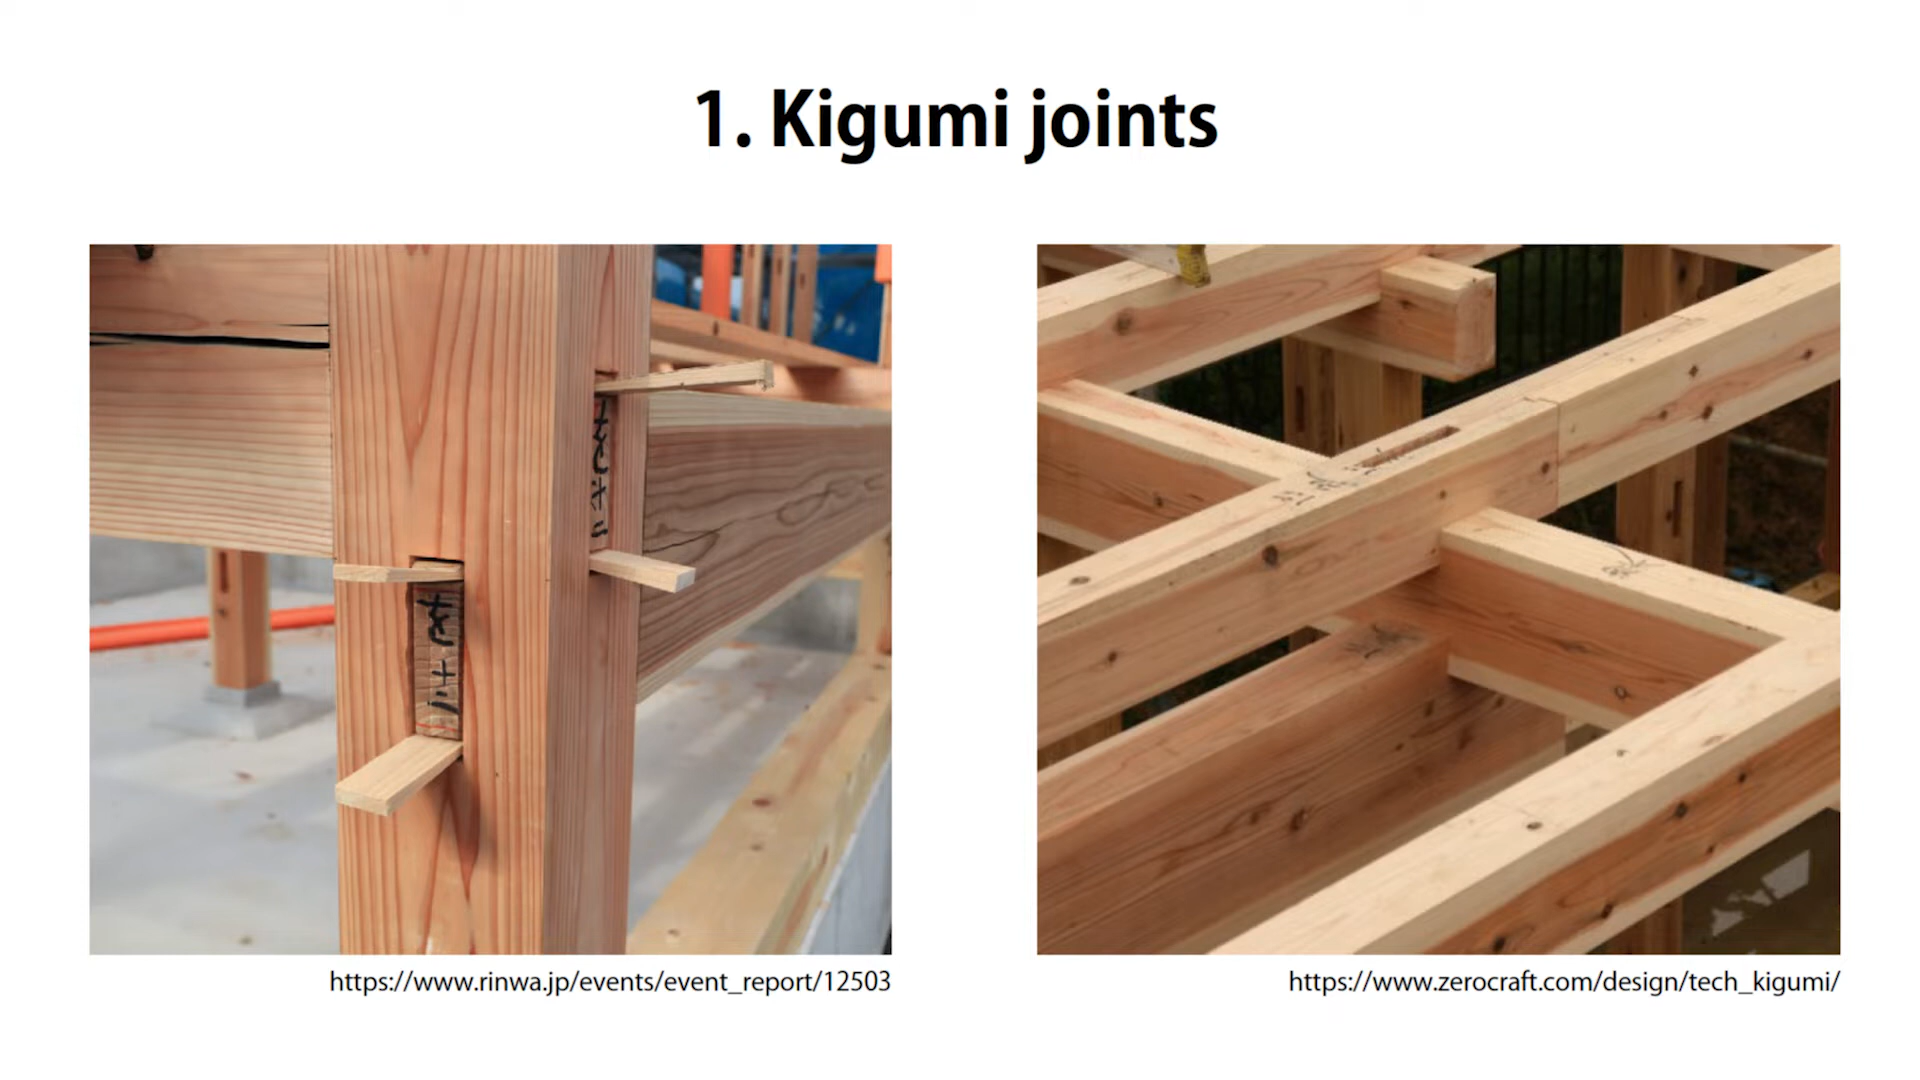 1. Kigumi joints
https://www.rinwa.jp/events/event_report/12503
https://www.zerocraft.com/design/tech_kigumi/